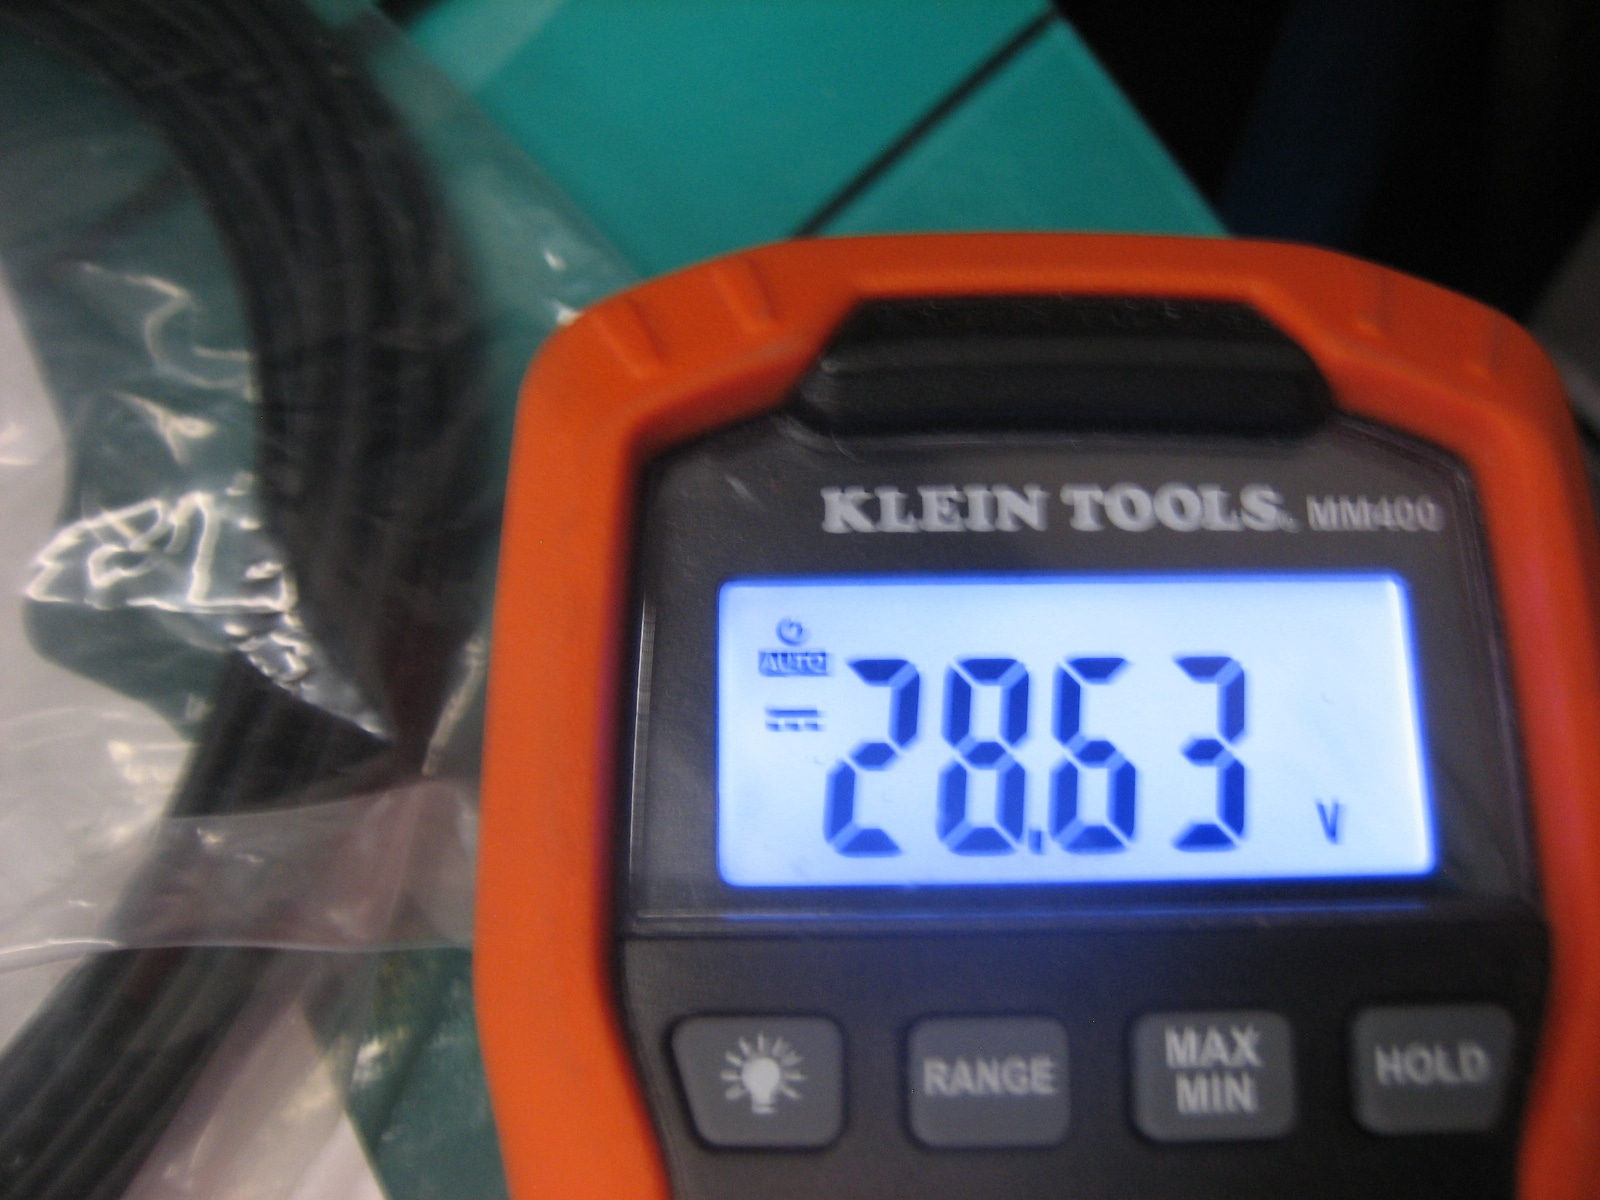 KLEIN TOOLS MM400
AUTO
28.63 V
RANGE
MAX
MIN
HOLD